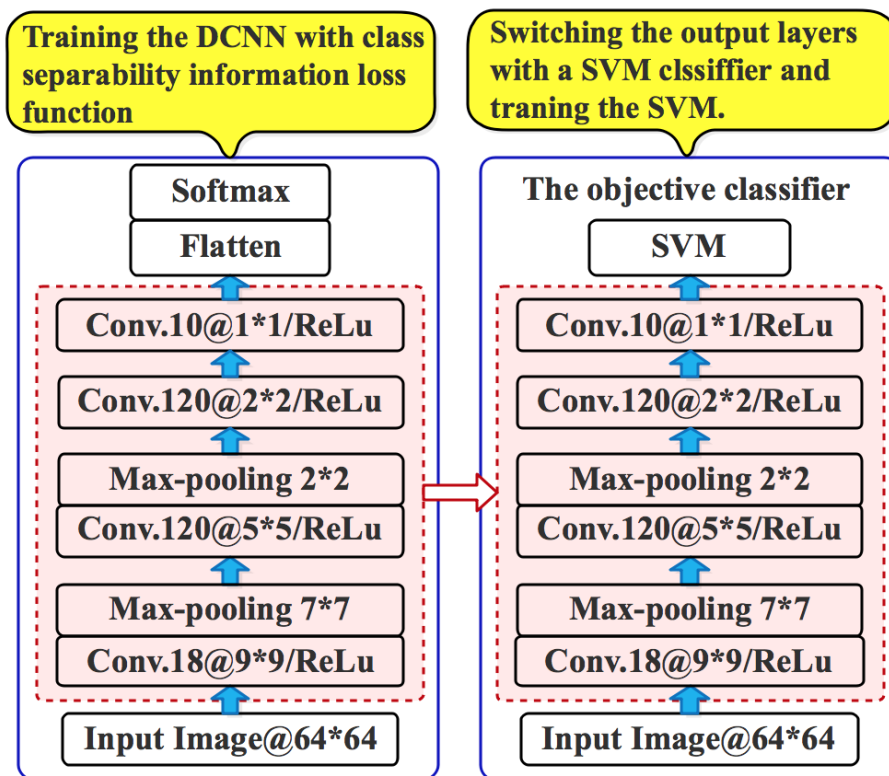 Training the DCNN with class
separability information loss
function
Softmax
Flatten
Conv.10@1*1/ReLu
Conv.120@2*2/ReLu
Max-pooling 2*2
Conv.120@5*5/ReLu
Max-pooling 7*7
Conv.18@9*9/ReLu
Input Image@64*64
Switching the output layers
with a SVM clssiffier and
traning the SVM.
The objective classifier
SVM
Conv.10@1*1/ReLu
Conv.120@2*2/ReLu
Max-pooling 2*2
Conv.120@5*5/ReLu
Max-pooling 7*7
Conv.18@9*9/ReLu
Input Image@64*64